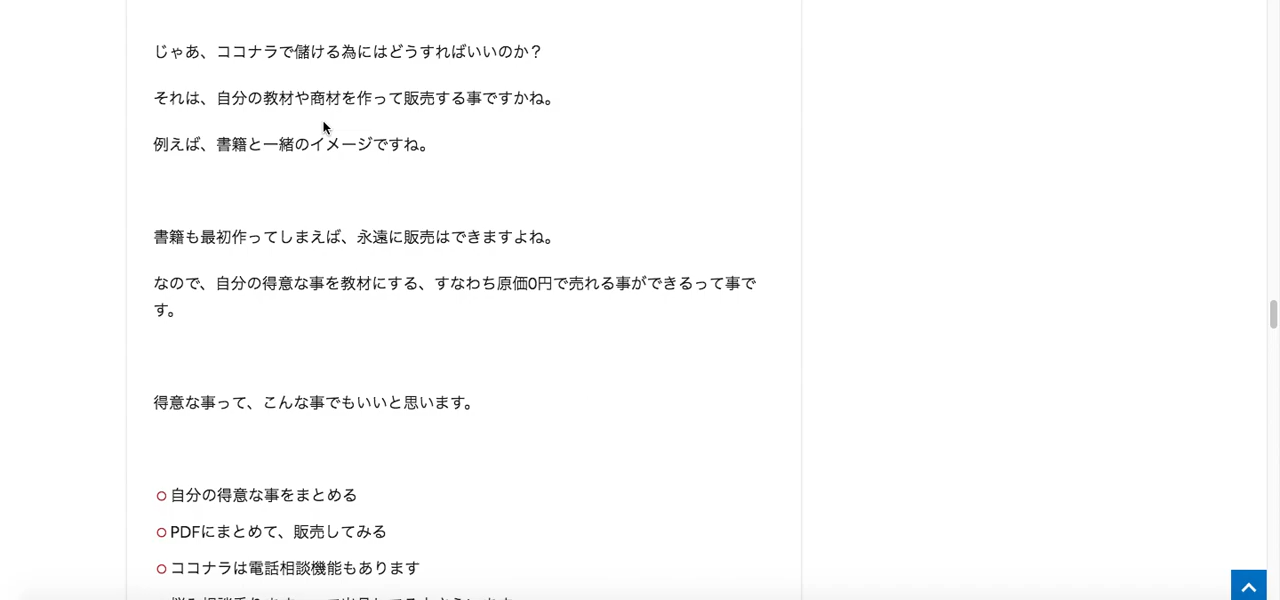 じゃあ、ココナラで儲ける為にはどうすればいいのか？
それは、自分の教材や商材を作って販売する事ですかね。
例えば、書籍と一緒のイメージですね。
書籍も最初作ってしまえば、永遠に販売はできますよね。
なので、自分の得意な事を教材にする、すなわち原価0円で売れる事ができるって事で
す。
得意な事って、こんな事でもいいと思います。
自分の得意な事をまとめる
PDFにまとめて、販売してみる
ココナラは電話相談機能もあります